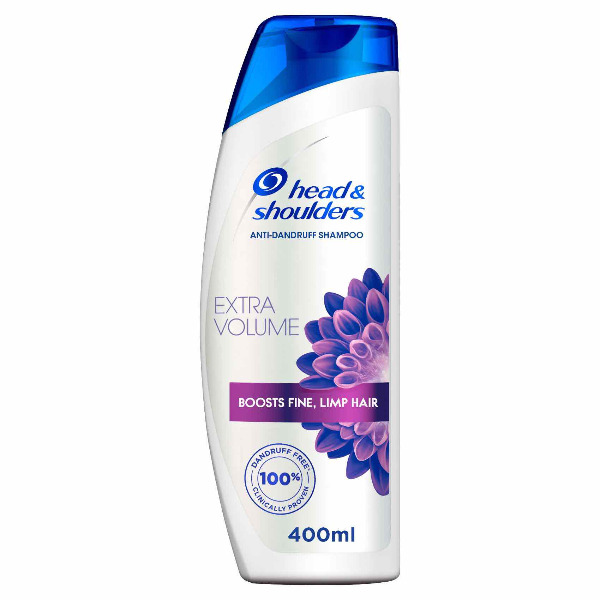 head&
shoulders
ANTI-DANDRUFF SHAMPOO
EXTRA
VOLUME
BOOSTS FINE, LIMP HAIR
DANDRUFF FREE*
100%
CLINICALLY PROVEN
400ml